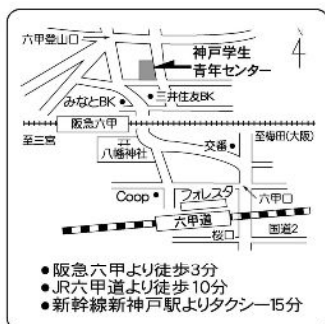 六甲登山口
神戸学生
青年センター
みなとBK
三井住友BK
阪急六甲
至三宮
八幡神社
交番
至梅田(大阪)
Coop
フォレスタ
六甲口
六甲道
桜口
国道2
●阪急六甲より徒歩3分
●JR六甲道より徒歩10分
●新幹線新神戸駅よりタクシー15分